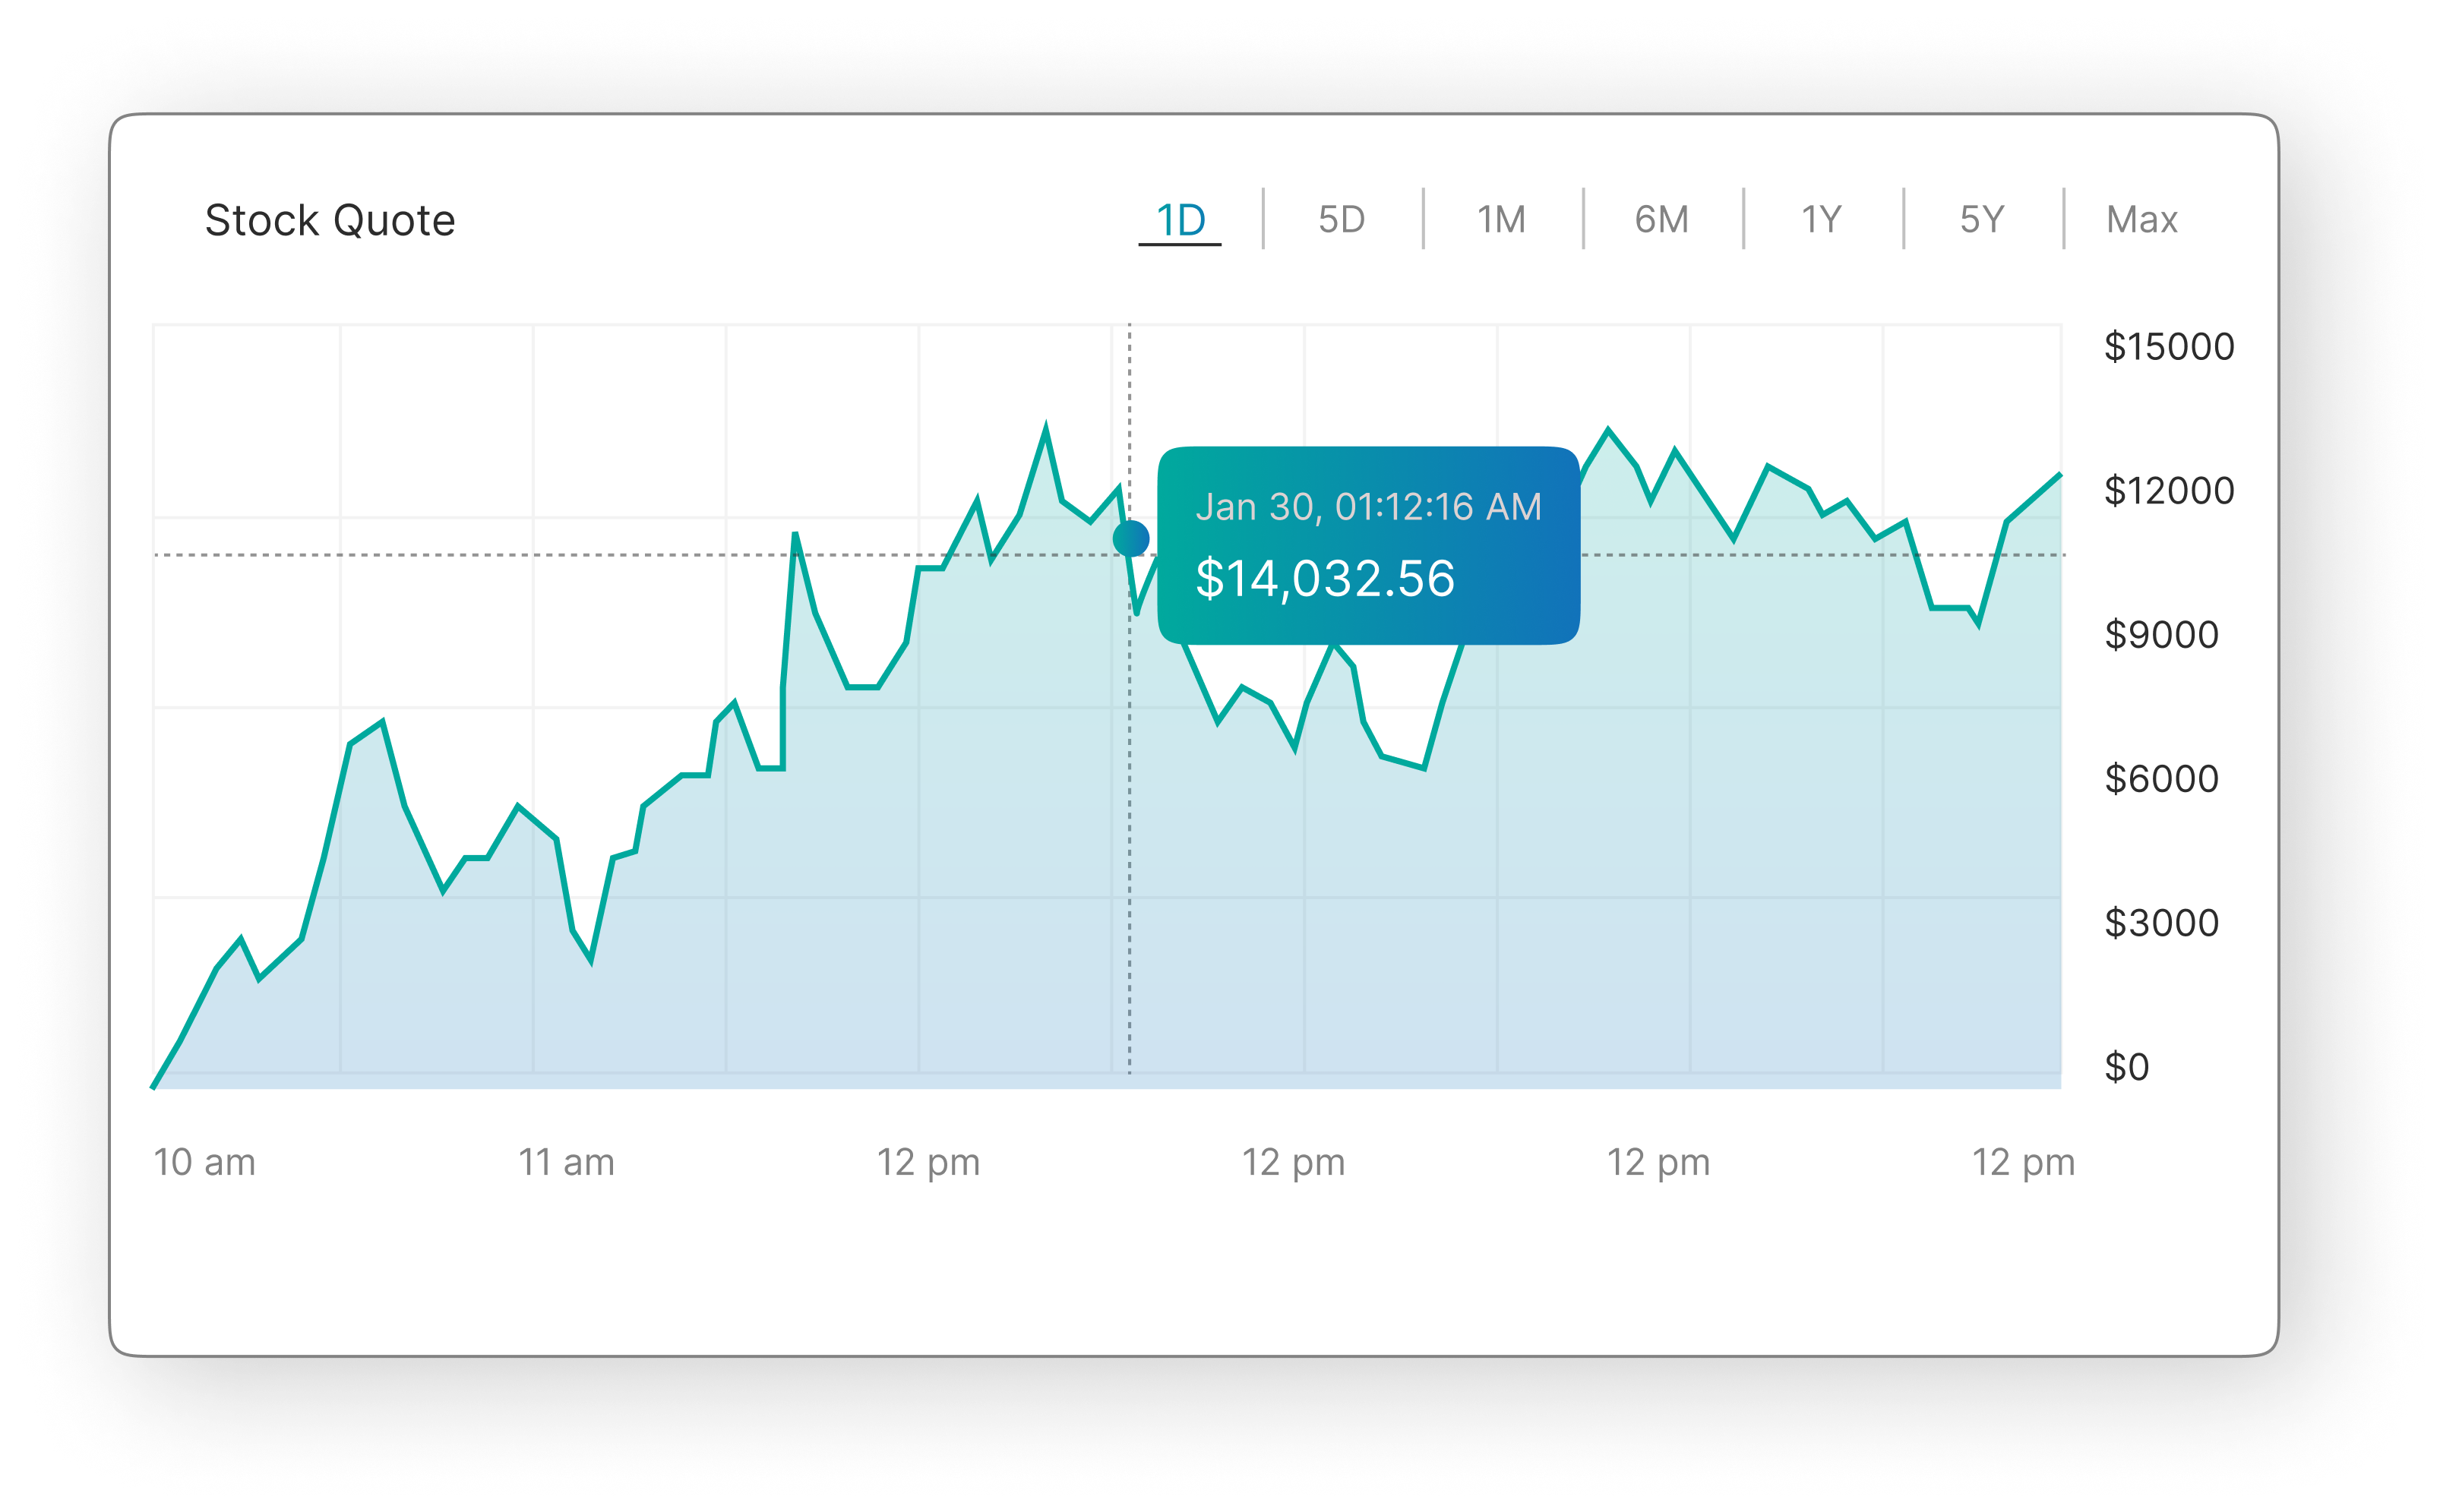 Stock Quote
1D 5D 1M 6M 1Y 5Y Max
$15000
$12000
Jan 30, 01:12:16 AM
$14,032.56
$9000
$6000
$3000
$0
10 am 11 am 12 pm 12 pm 12 pm 12 pm